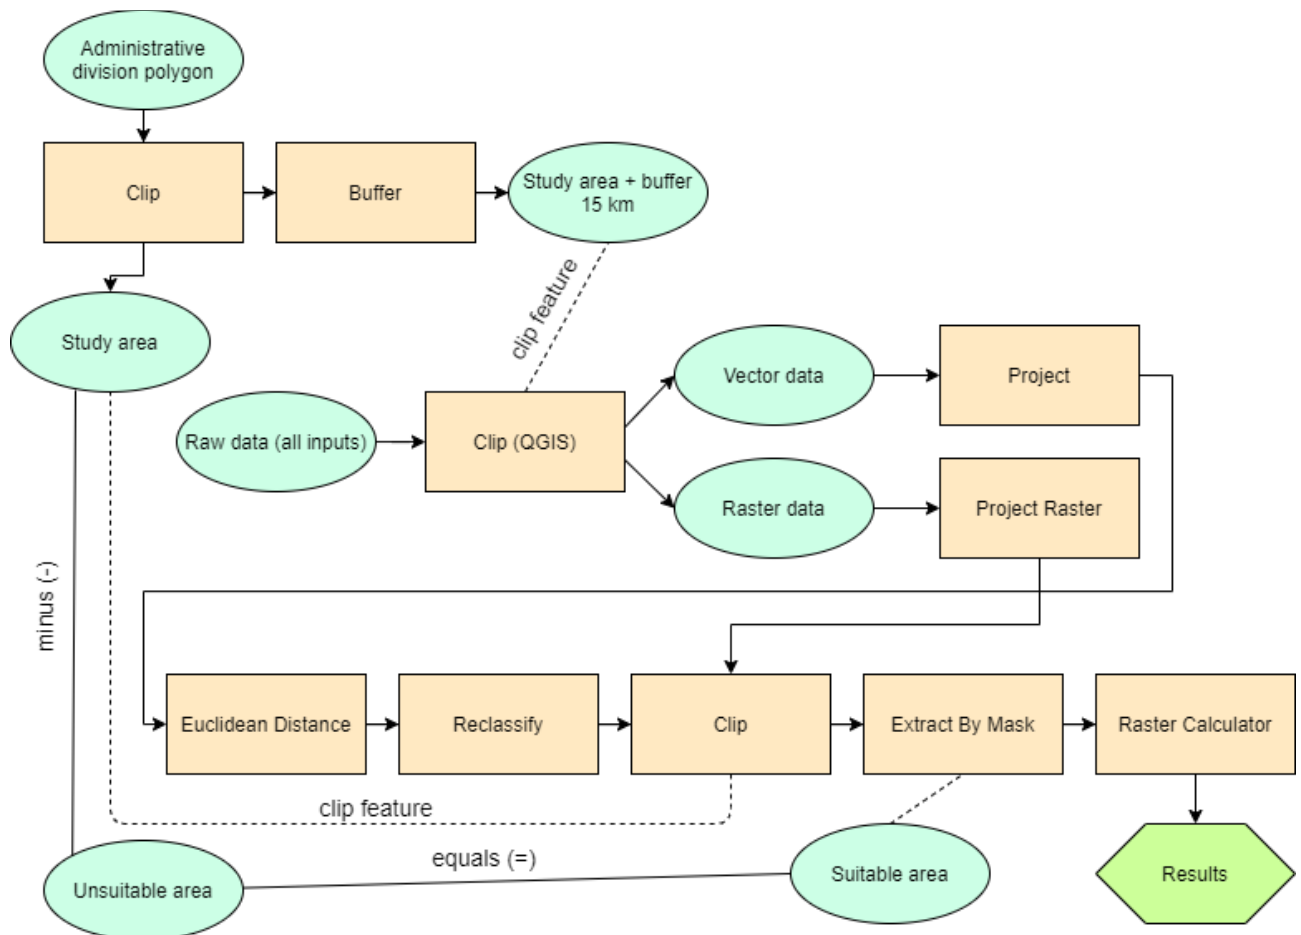 Administrative
division polygon
Clip
Buffer
Study area + buffer
15 km
clip feature
Study area
Vector data
Project
Raw data (all inputs)
Clip (QGIS)
Raster data
Project Raster
minus (-)
Euclidean Distance
Reclassify
Clip
Extract By Mask
Raster Calculator
clip feature
equals (=)
Unsuitable area
Suitable area
Results